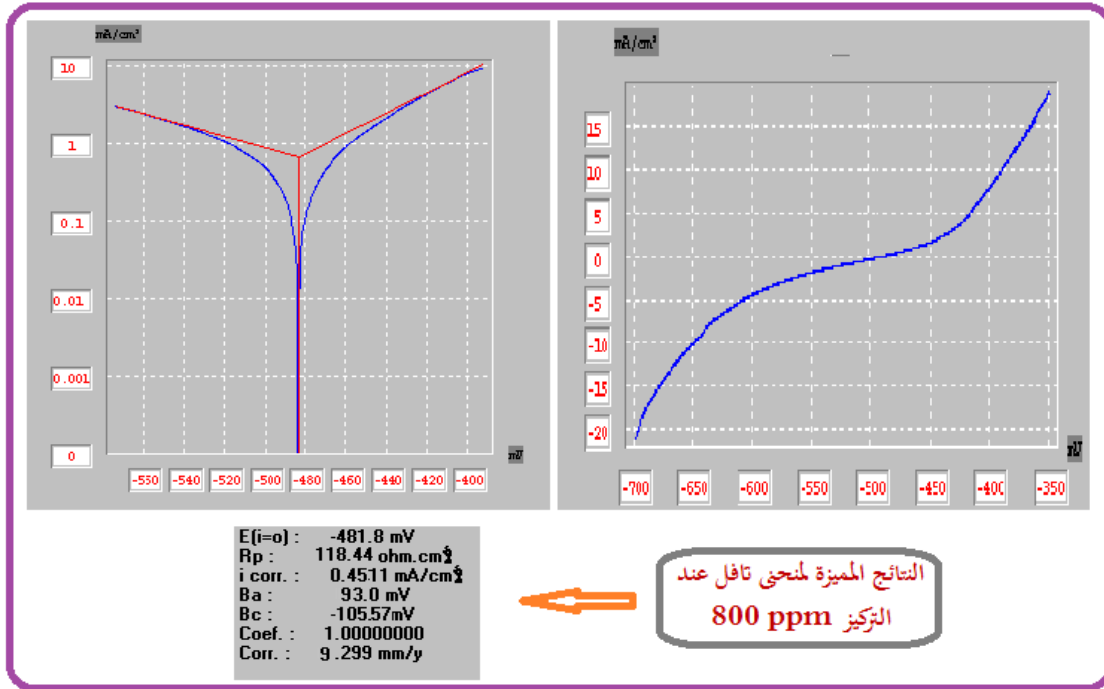 mA/cm²
10
1
0.1
0.01
0.001
0
mV
-560 -540 -520 -500 -480 -460 -440 -420 -400
mA/cm²
15
10
5
0
-5
-10
-15
-20
mV
-700 -650 -600 -550 -500 -450 -400 -350
E(i=o) : -481.8 mV
Rp : 118.44 ohm.cm²
i corr. : 0.4511 mA/cm²
Ba : 93.0 mV
Bc : -105.57mV
Coef. : 1.00000000
Corr. : 9.299 mm/y
النتائج المميزة لمنحنى تافل عند
التركيز 800 ppm